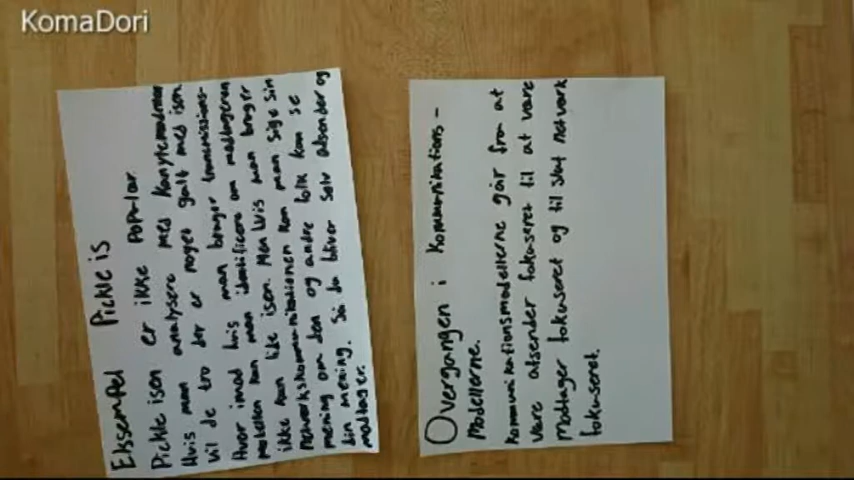 KomaDori
Eksempel Pickle is
Pickle isen er ikke popular
Hvis man analysere med Kanylemodellen
vil de tro der er noget galt med isen
Hvor imod hvis man bruger transmissions-
modellen kan man identificere om modtageren
ikke kan lide isen. Men hvis man bruger
Netværkskommunikationen kan man sige sin
mening om den og andre folk kan se
din mening. Så du bliver selv afsender og
modtager.
Overgangen i Kommunikations-
Modellerne.
Kommunikationsmodellerne går fra at
være afsender fokuseret til at være
Modtager fokuseret og til slut netværk
fokuseret.